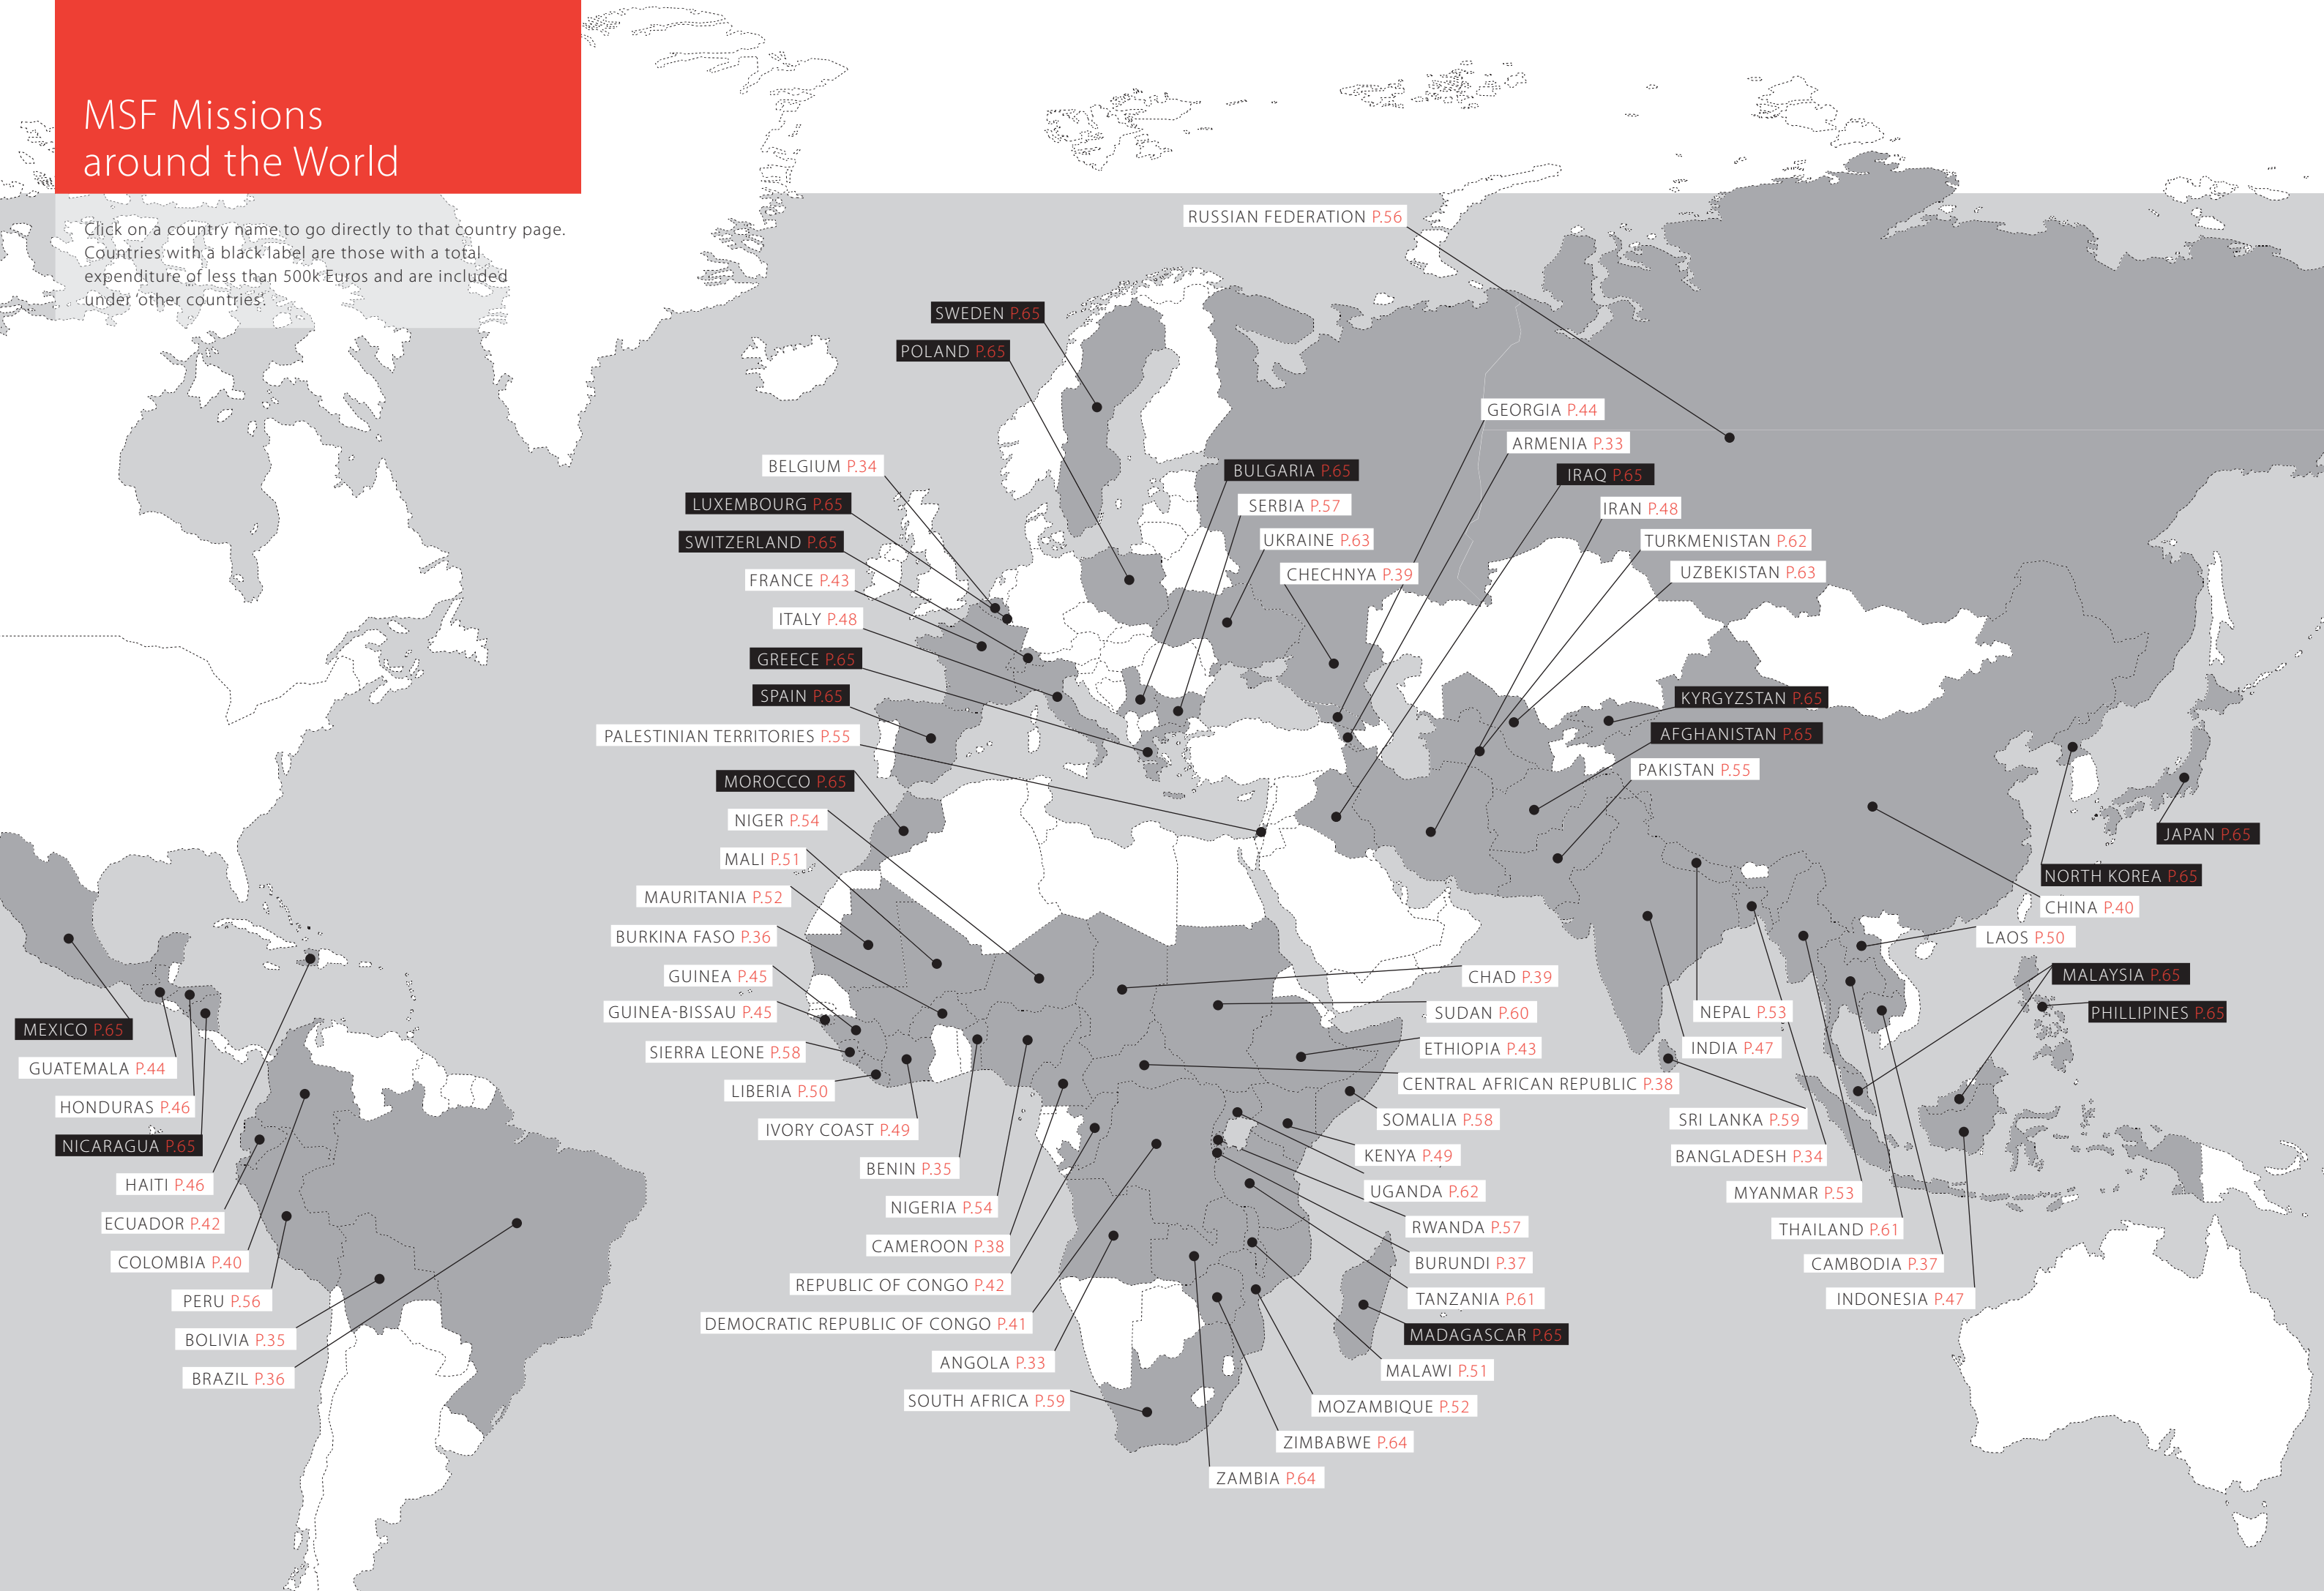 MSF Missions
around the World
Click on a country name to go directly to that country page.
Countries with a black label are those with a total
expenditure of less than 500k Euros and are included
under ‘other countries’.
RUSSIAN FEDERATION P.56
SWEDEN P.65
POLAND P.65
GEORGIA P.44
ARMENIA P.33
BELGIUM P.34
BULGARIA P.65
IRAQ P.65
LUXEMBOURG P.65
SERBIA P.57
IRAN P.48
SWITZERLAND P.65
UKRAINE P.63
TURKMENISTAN P.62
FRANCE P.43
CHECHNYA P.39
UZBEKISTAN P.63
ITALY P.48
GREECE P.65
SPAIN P.65
KYRGYZSTAN P.65
PALESTINIAN TERRITORIES P.55
AFGHANISTAN P.65
PAKISTAN P.55
MOROCCO P.65
NIGER P.54
JAPAN P.65
MALI P.51
NORTH KOREA P.65
MAURITANIA P.52
CHINA P.40
BURKINA FASO P.36
LAOS P.50
GUINEA P.45
CHAD P.39
MALAYSIA P.65
GUINEA-BISSAU P.45
SUDAN P.60
NEPAL P.53
PHILLIPINES P.65
MEXICO P.65
SIERRA LEONE P.58
ETHIOPIA P.43
INDIA P.47
GUATEMALA P.44
LIBERIA P.50
CENTRAL AFRICAN REPUBLIC P.38
HONDURAS P.46
IVORY COAST P.49
SOMALIA P.58
SRI LANKA P.59
NICARAGUA P.65
BENIN P.35
KENYA P.49
BANGLADESH P.34
HAITI P.46
UGANDA P.62
MYANMAR P.53
ECUADOR P.42
NIGERIA P.54
RWANDA P.57
THAILAND P.61
COLOMBIA P.40
CAMEROON P.38
BURUNDI P.37
CAMBODIA P.37
PERU P.56
REPUBLIC OF CONGO P.42
TANZANIA P.61
INDONESIA P.47
BOLIVIA P.35
DEMOCRATIC REPUBLIC OF CONGO P.41
MADAGASCAR P.65
BRAZIL P.36
ANGOLA P.33
MALAWI P.51
SOUTH AFRICA P.59
MOZAMBIQUE P.52
ZIMBABWE P.64
ZAMBIA P.64